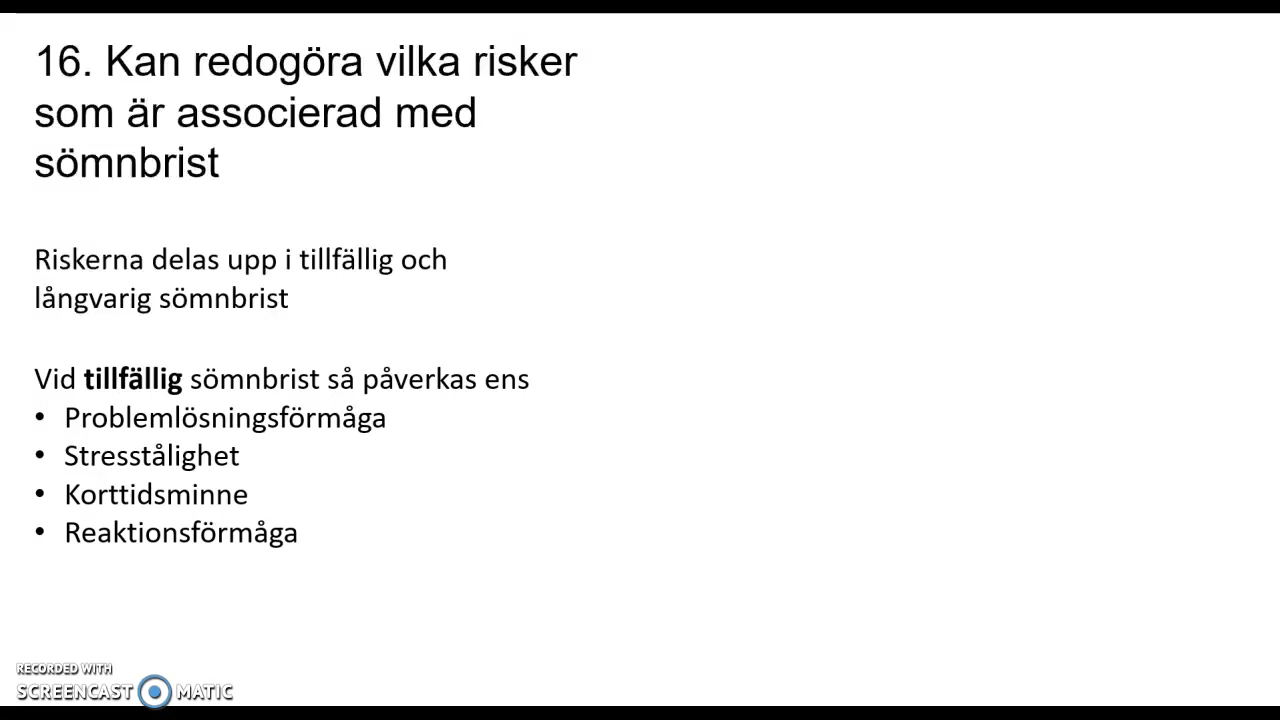 16. Kan redogöra vilka risker
som är associerad med
sömnbrist
Riskerna delas upp i tillfällig och
långvarig sömnbrist
Vid tillfällig sömnbrist så påverkas ens
• Problemlösningsförmåga
• Stresstålighet
• Korttidsminne
• Reaktionsförmåga
RECORDED WITH
SCREENCAST MATIC